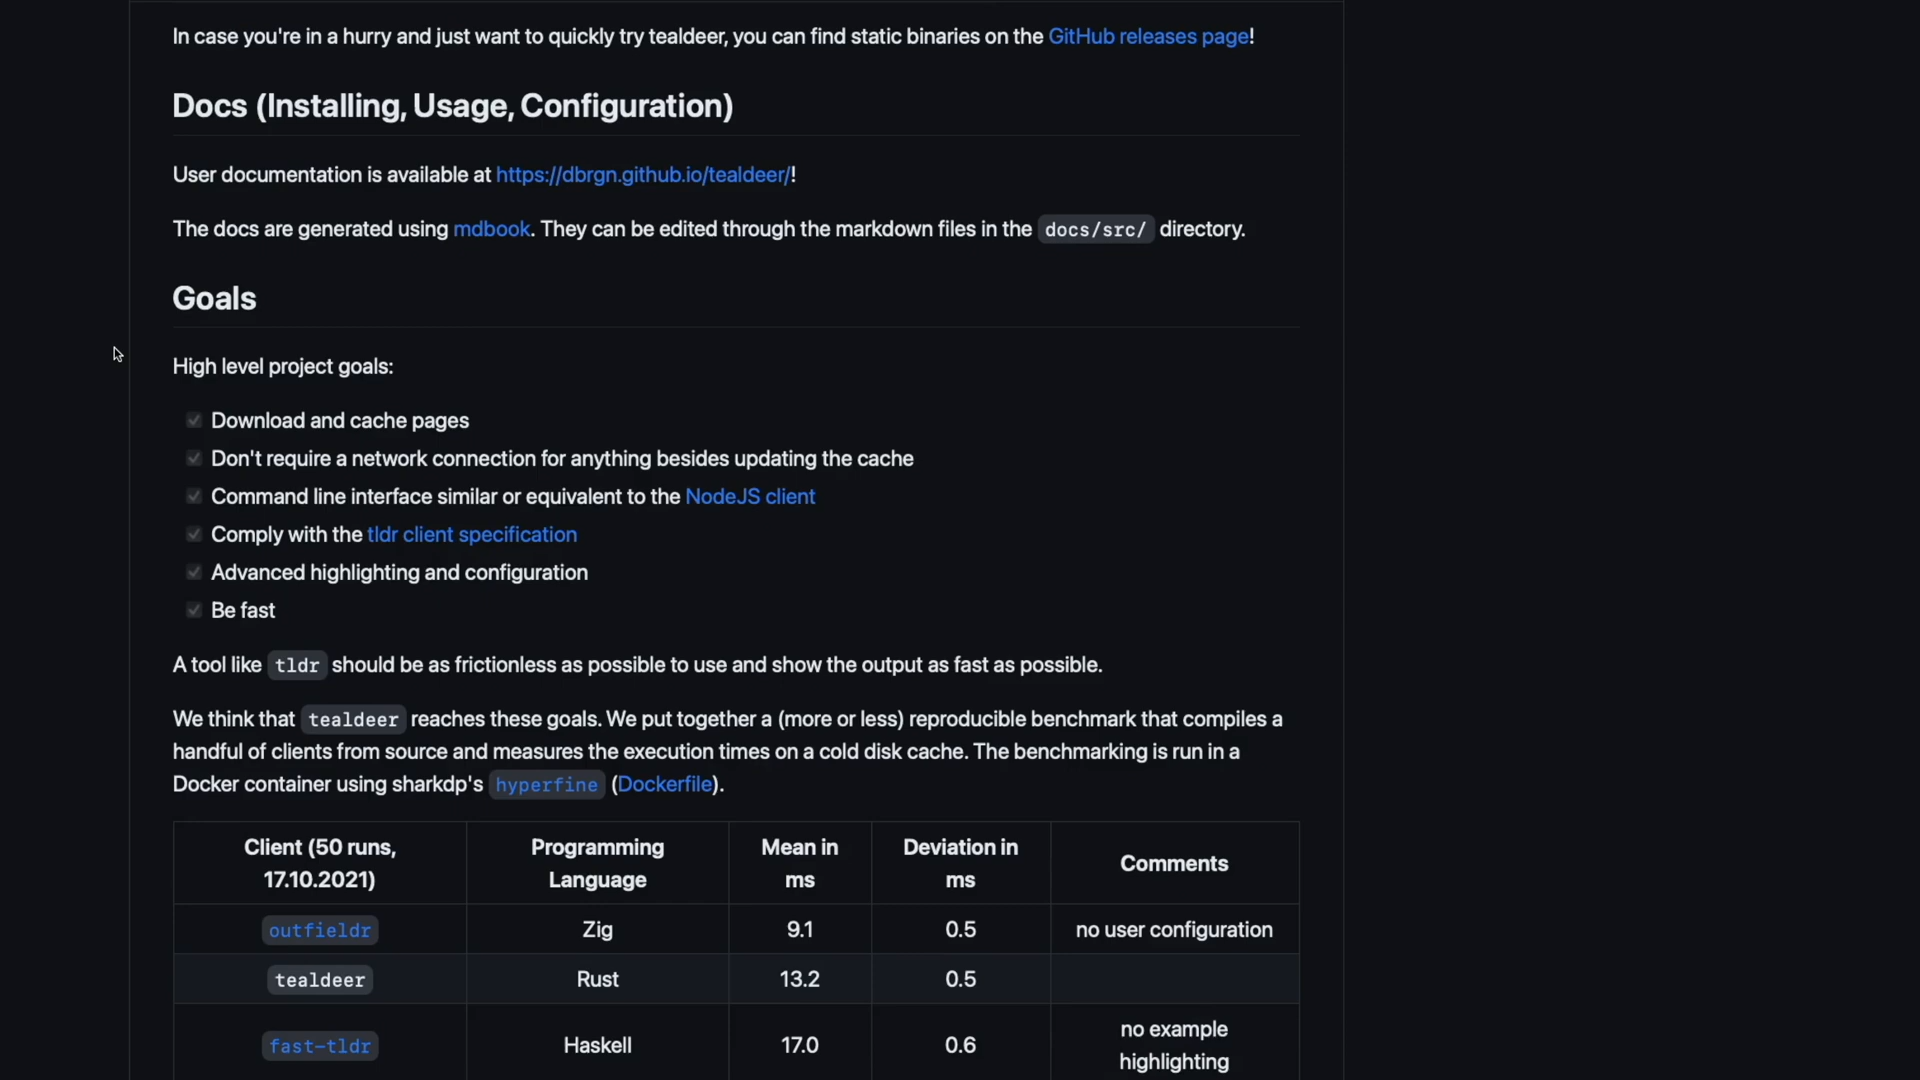 In case you're in a hurry and just want to quickly try tealdeer, you can find static binaries on the GitHub releases page!
Docs (Installing, Usage, Configuration)
User documentation is available at https://dbrgn.github.io/tealdeer/!
The docs are generated using mdbook. They can be edited through the markdown files in the docs/src/ directory.
Goals
High level project goals:
Download and cache pages
Don't require a network connection for anything besides updating the cache
Command line interface similar or equivalent to the NodeJS client
Comply with the tldr client specification
Advanced highlighting and configuration
Be fast
A tool like tldr should be as frictionless as possible to use and show the output as fast as possible.
We think that tealdeer reaches these goals. We put together a (more or less) reproducible benchmark that compiles a
handful of clients from source and measures the execution times on a cold disk cache. The benchmarking is run in a
Docker container using sharkdp's hyperfine (Dockerfile).
Client (50 runs, 17.10.2021) Programming Language Mean in ms Deviation in ms Comments
outfieldr Zig 9.1 0.5 no user configuration
tealdeer Rust 13.2 0.5
fast-tldr Haskell 17.0 0.6 no example highlighting